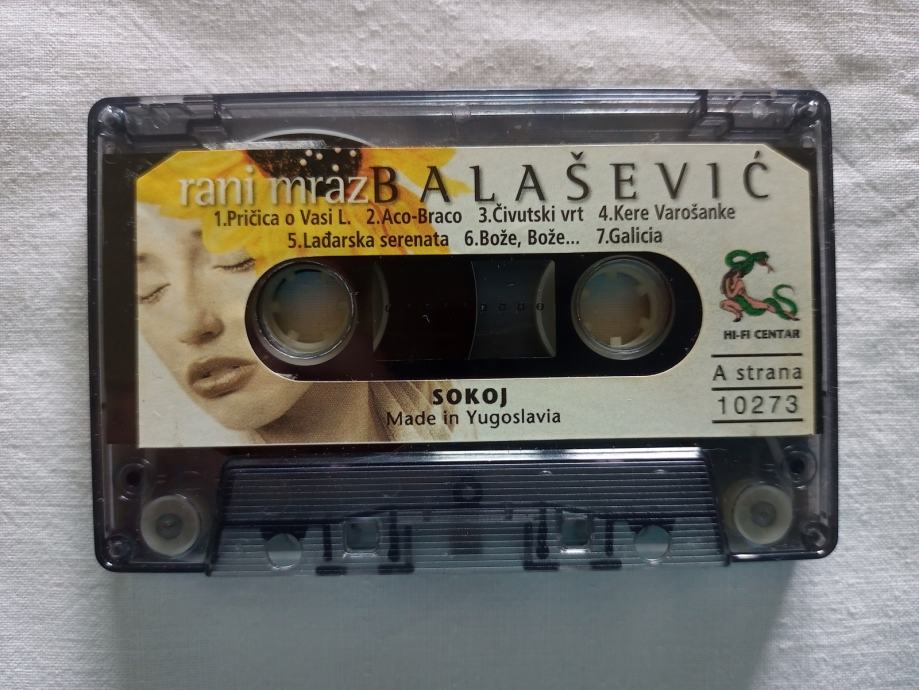 rani mraz BALAŠEVIĆ
1.Pričica o Vasi L. 2.Aco-Braco 3.Čivutski vrt 4.Kere Varošanke
5.Lađarska serenata 6.Bože, Bože... 7.Galicia
HI-FI CENTAR
A strana
10273
SOKOJ
Made in Yugoslavia